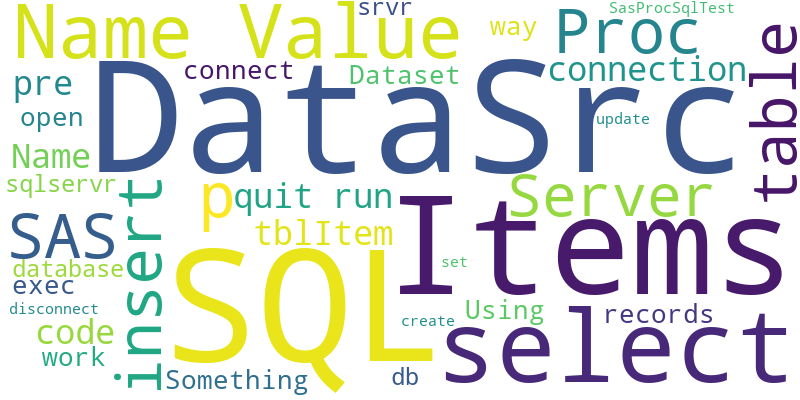 srvr
SasProcSqlTest
Name Value
way
Proc
connect
Dataset
connection
pre
DataSrc
table
open
update
Name
sqlservr
p
quit run
Server
insert
Items
SAS
tblItem
database
SQL
set
exec
disconnect
Using
records
code
create
select
work
Something
db